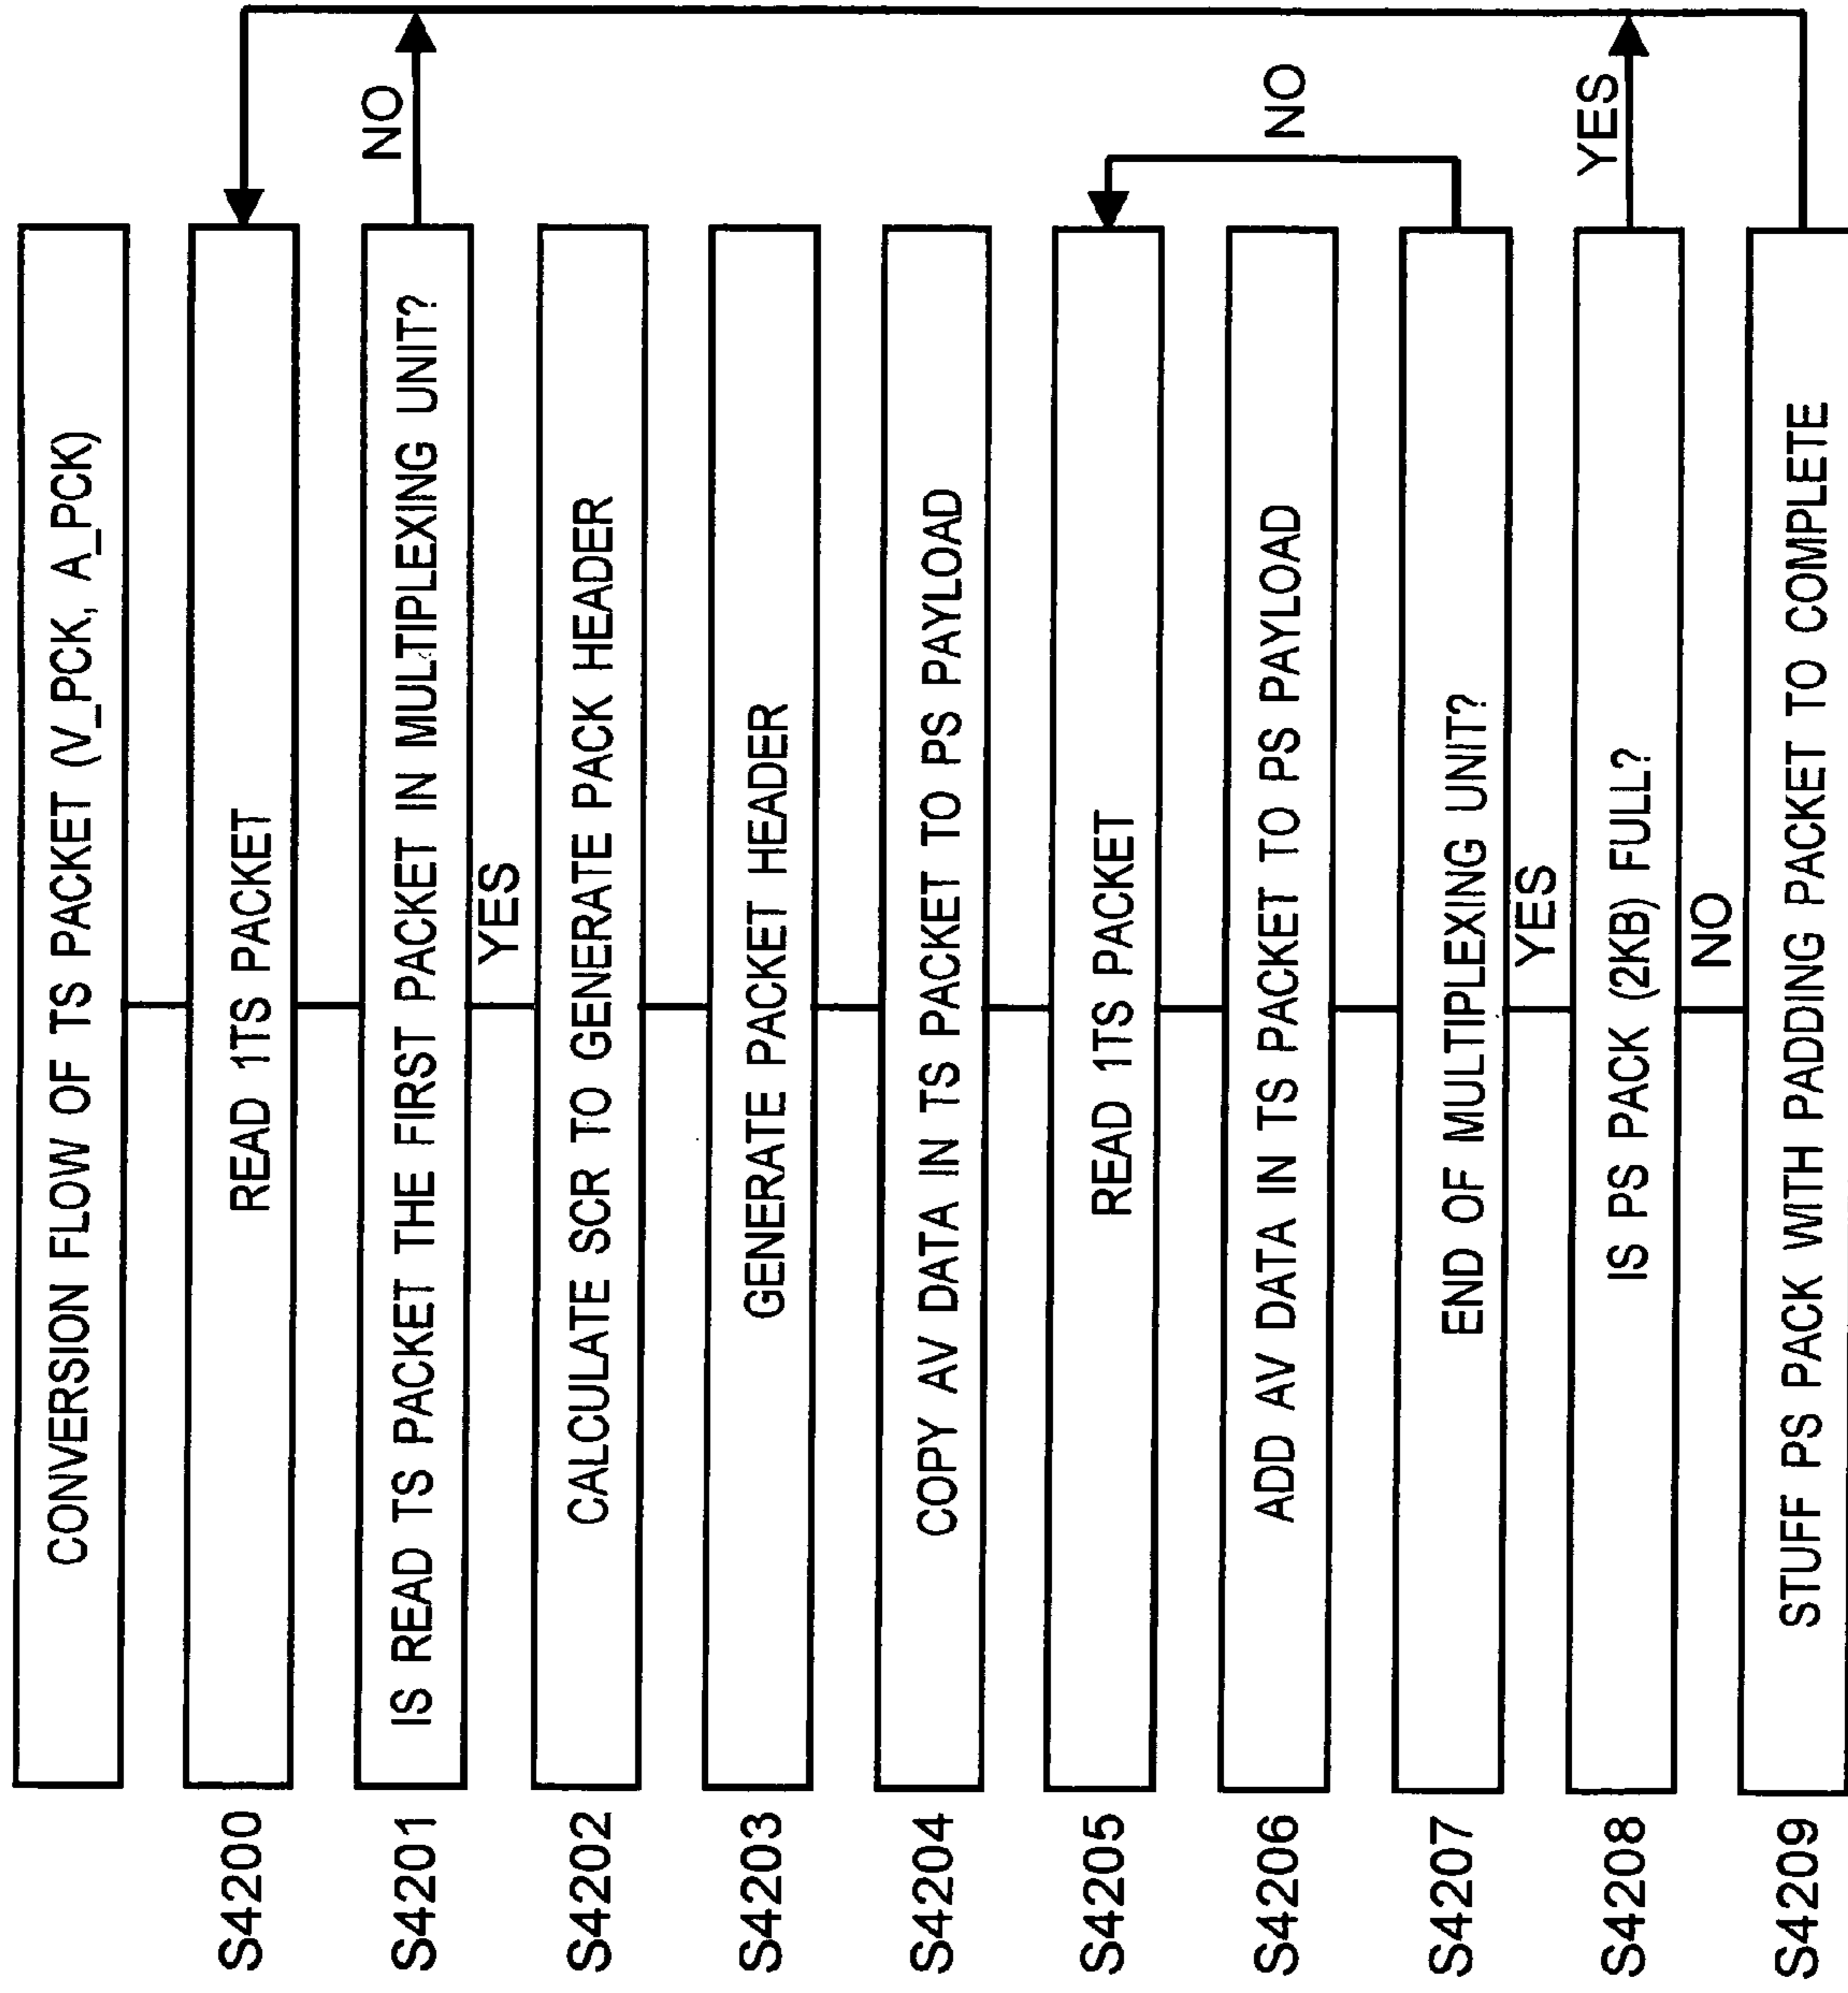 CONVERSION FLOW OF TS PACKET (V_PCK, A_PCK)
S4200 READ 1TS PACKET
S4201 IS READ TS PACKET THE FIRST PACKET IN MULTIPLEXING UNIT? NO
YES
S4202 CALCULATE SCR TO GENERATE PACK HEADER
S4203 GENERATE PACKET HEADER
S4204 COPY AV DATA IN TS PACKET TO PS PAYLOAD
S4205 READ 1TS PACKET
S4206 ADD AV DATA IN TS PACKET TO PS PAYLOAD
NO
S4207 END OF MULTIPLEXING UNIT?
YES
S4208 IS PS PACK (2KB) FULL? YES
NO
S4209 STUFF PS PACK WITH PADDING PACKET TO COMPLETE